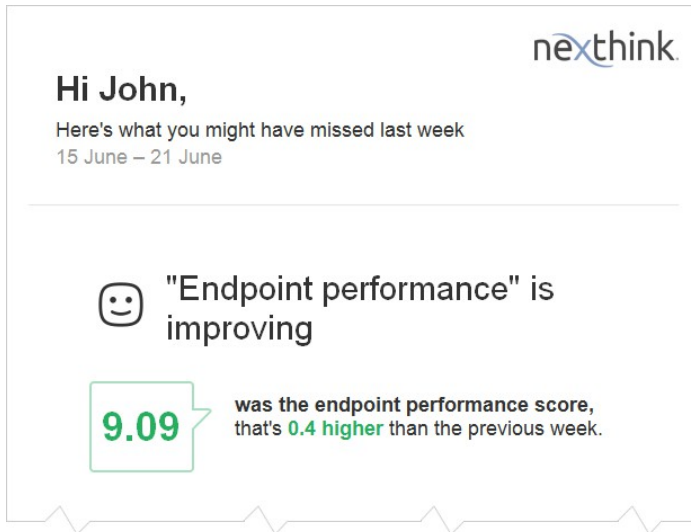 nexthink.
Hi John,
Here's what you might have missed last week
15 June – 21 June
"Endpoint performance" is
improving
9.09
was the endpoint performance score,
that's 0.4 higher than the previous week.